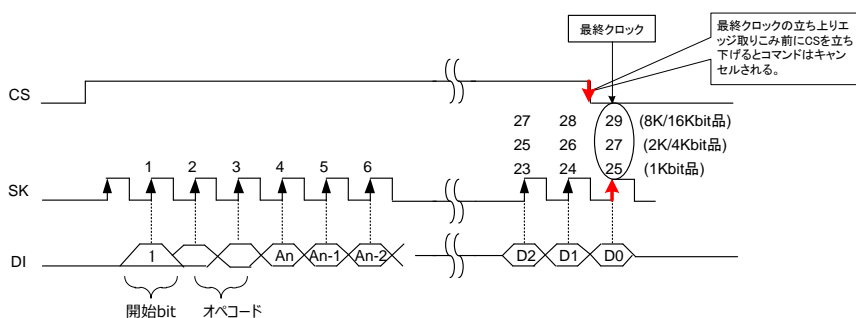 最終クロック
最終クロックの立ち上りエ
ッジ取りこみ前にCSを立ち
下げるとコマンドはキャン
セルされる。
CS
27 28 29 (8K/16Kbit品)
25 26 27 (2K/4Kbit品)
1 2 3 4 5 6 23 24 25 (1Kbit品)
SK
DI 1 An An-1 An-2 D2 D1 D0
開始bit オペコード